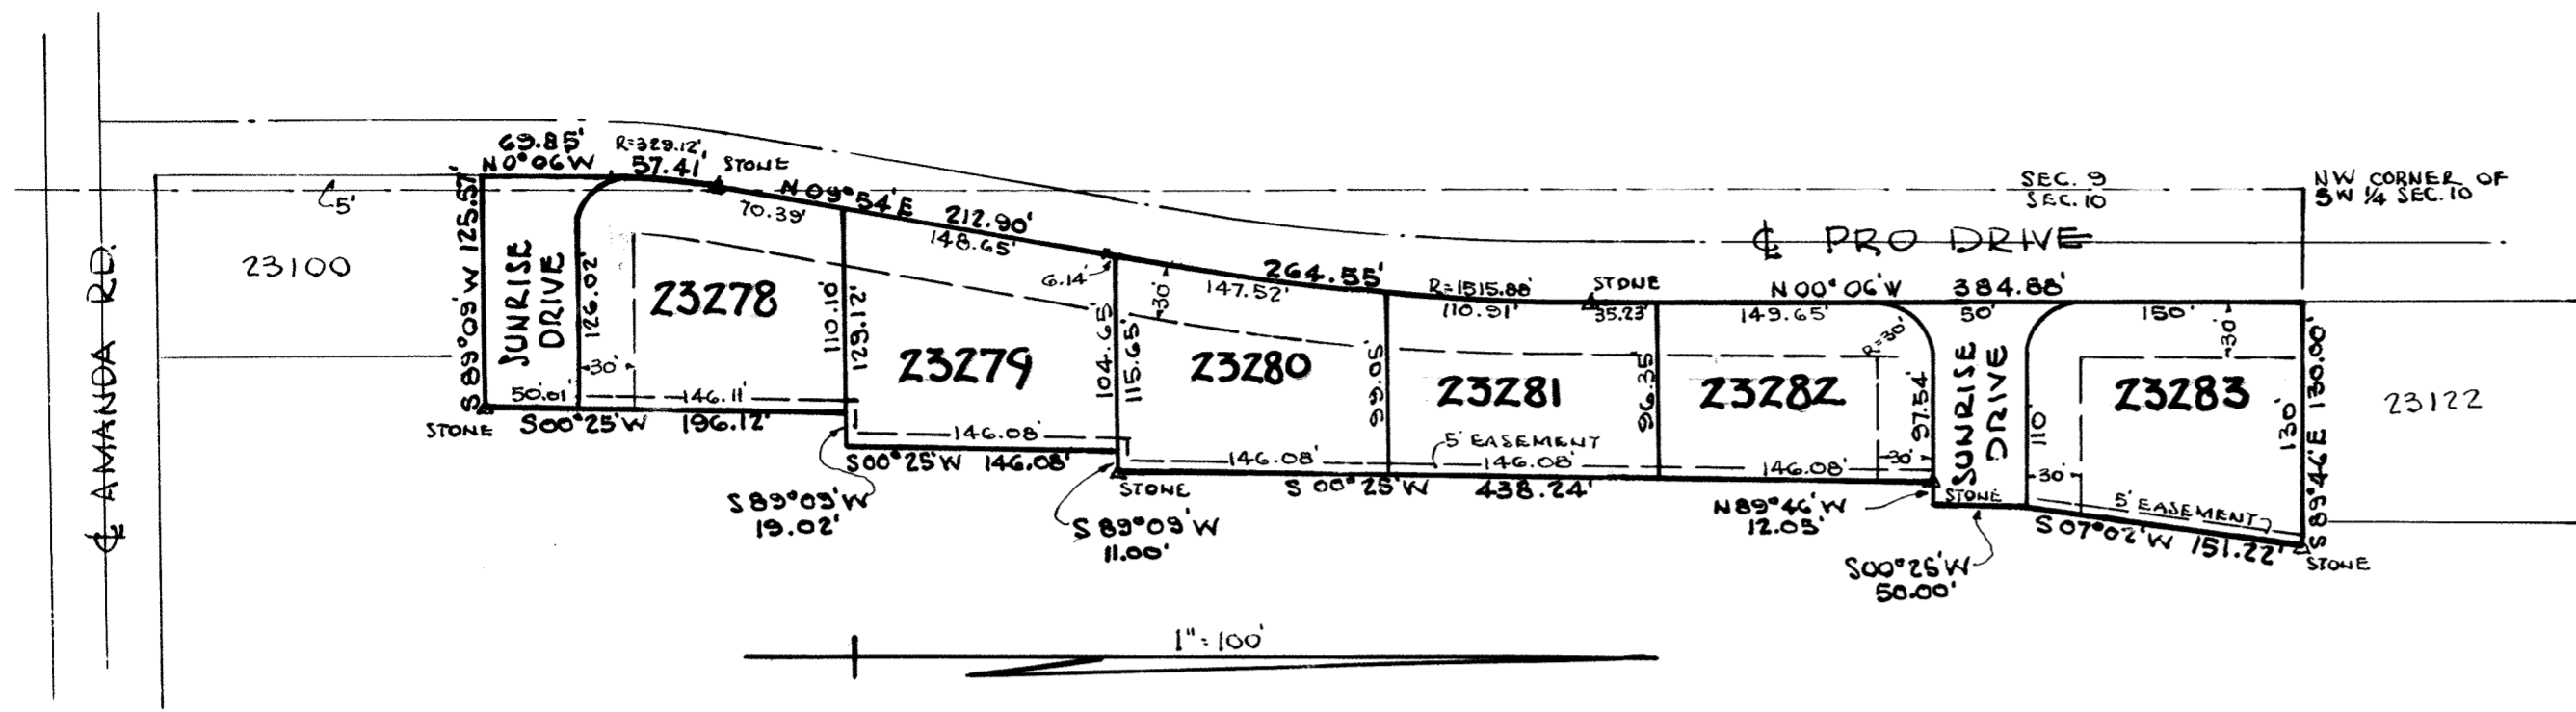 ℄ AMANDA RD.
23100
5'
S 89°09' W 125.57'
69.85'
N 0°06 W
R=329.12'
57.41'
STONE
SUNRISE
DRIVE
126.02'
30'
50.01'
146.11'
STONE
S00°25'W 196.12'
23278
N 09°54' E 212.90'
70.39'
148.65'
110.10'
129.12'
23279
146.08'
S00°25'W 146.08'
S 89°09'W
19.02'
6.14'
104.65'
115.65'
30'
264.55'
147.52'
23280
146.08'
STONE
S 89°09'W
11.00'
S 00°25'W 438.24'
99.05'
R=1515.88'
110.91'
STONE
35.23'
23281
5' EASEMENT
146.08'
96.35
℄ PRO DRIVE
SEC. 9
SEC. 10
NW CORNER OF
SW 1/4 SEC. 10
N 00°06'W 384.88'
149.65'
50'
150'
R=30'
23282
97.54'
30'
146.08'
N89°46'W
12.03'
SUNRISE
DRIVE
STONE
S00°25'W
50.00'
110'
30'
30'
23283
130'
S 89°46'E 130.00'
5' EASEMENT
S 07°02'W 151.22'
STONE
23122
1"=100'